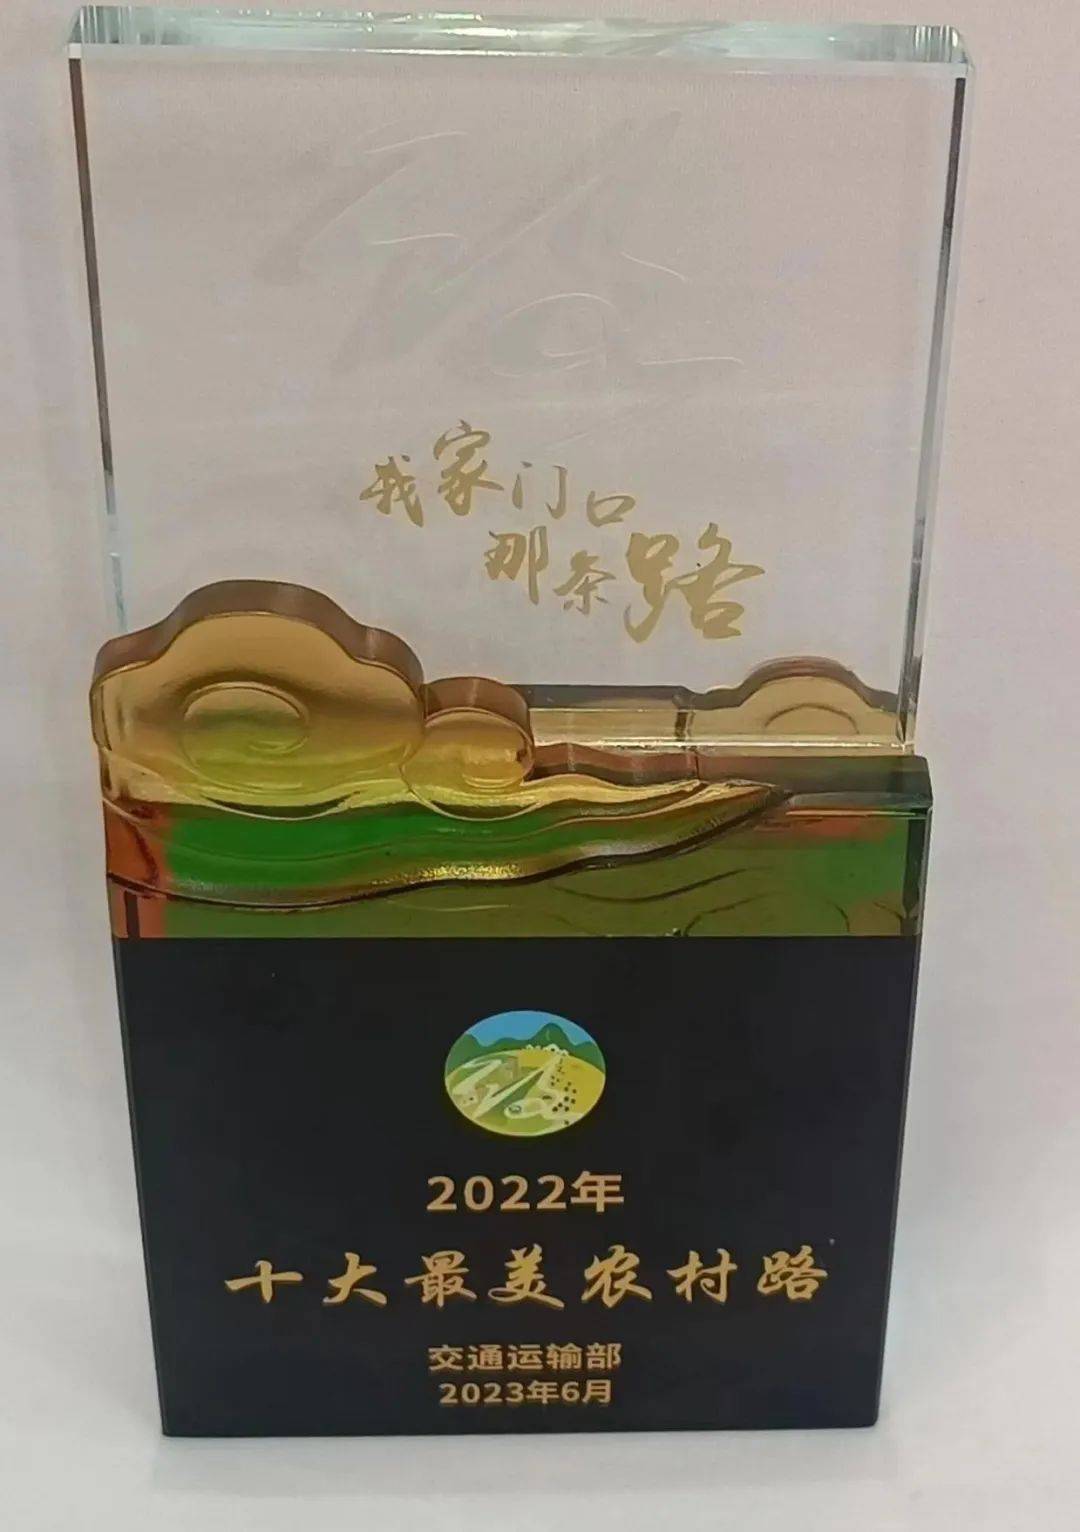 我家门口
那条路
2022年
十大最美农村路
交通运输部
2023年6月